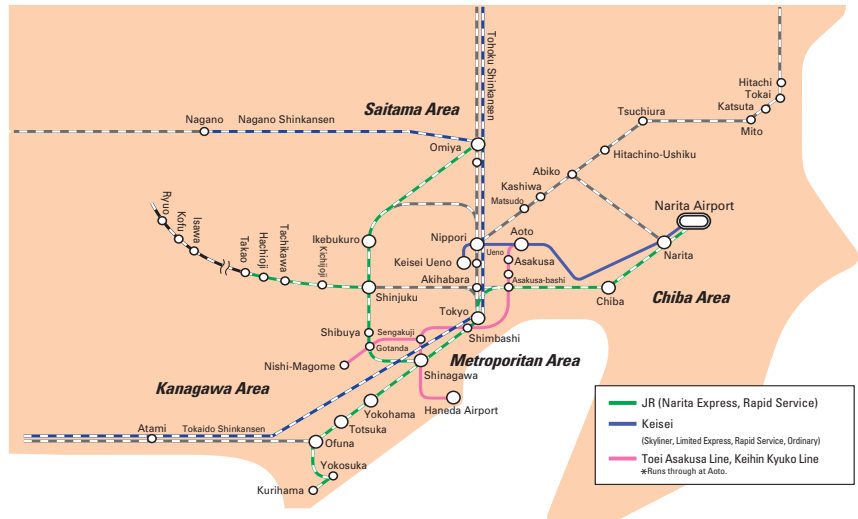 Tohoku Shinkansen
Hitachi
Tokai
Katsuta
Mito
Tsuchiura
Saitama Area
Nagano
Nagano Shinkansen
Omiya
Hitachino-Ushiku
Abiko
Kashiwa
Matsudo
Narita Airport
Ryuo
Kofu
Isawa
Takao
Hachioji
Tachikawa
Kichijoji
Ikebukuro
Nippori
Ueno
Aoto
Narita
Keisei Ueno
Asakusa
Akihabara
Asakusa-bashi
Shinjuku
Chiba
Chiba Area
Tokyo
Shibuya
Sengakuji
Shimbashi
Gotanda
Nishi-Magome
Metroporitan Area
Shinagawa
Kanagawa Area
Haneda Airport
Yokohama
Totsuka
Atami
Tokaido Shinkansen
Ofuna
Yokosuka
Kurihama
JR (Narita Express, Rapid Service)
Keisei
(Skyliner, Limited Express, Rapid Service, Ordinary)
Toei Asakusa Line, Keihin Kyuko Line
*Runs through at Aoto.